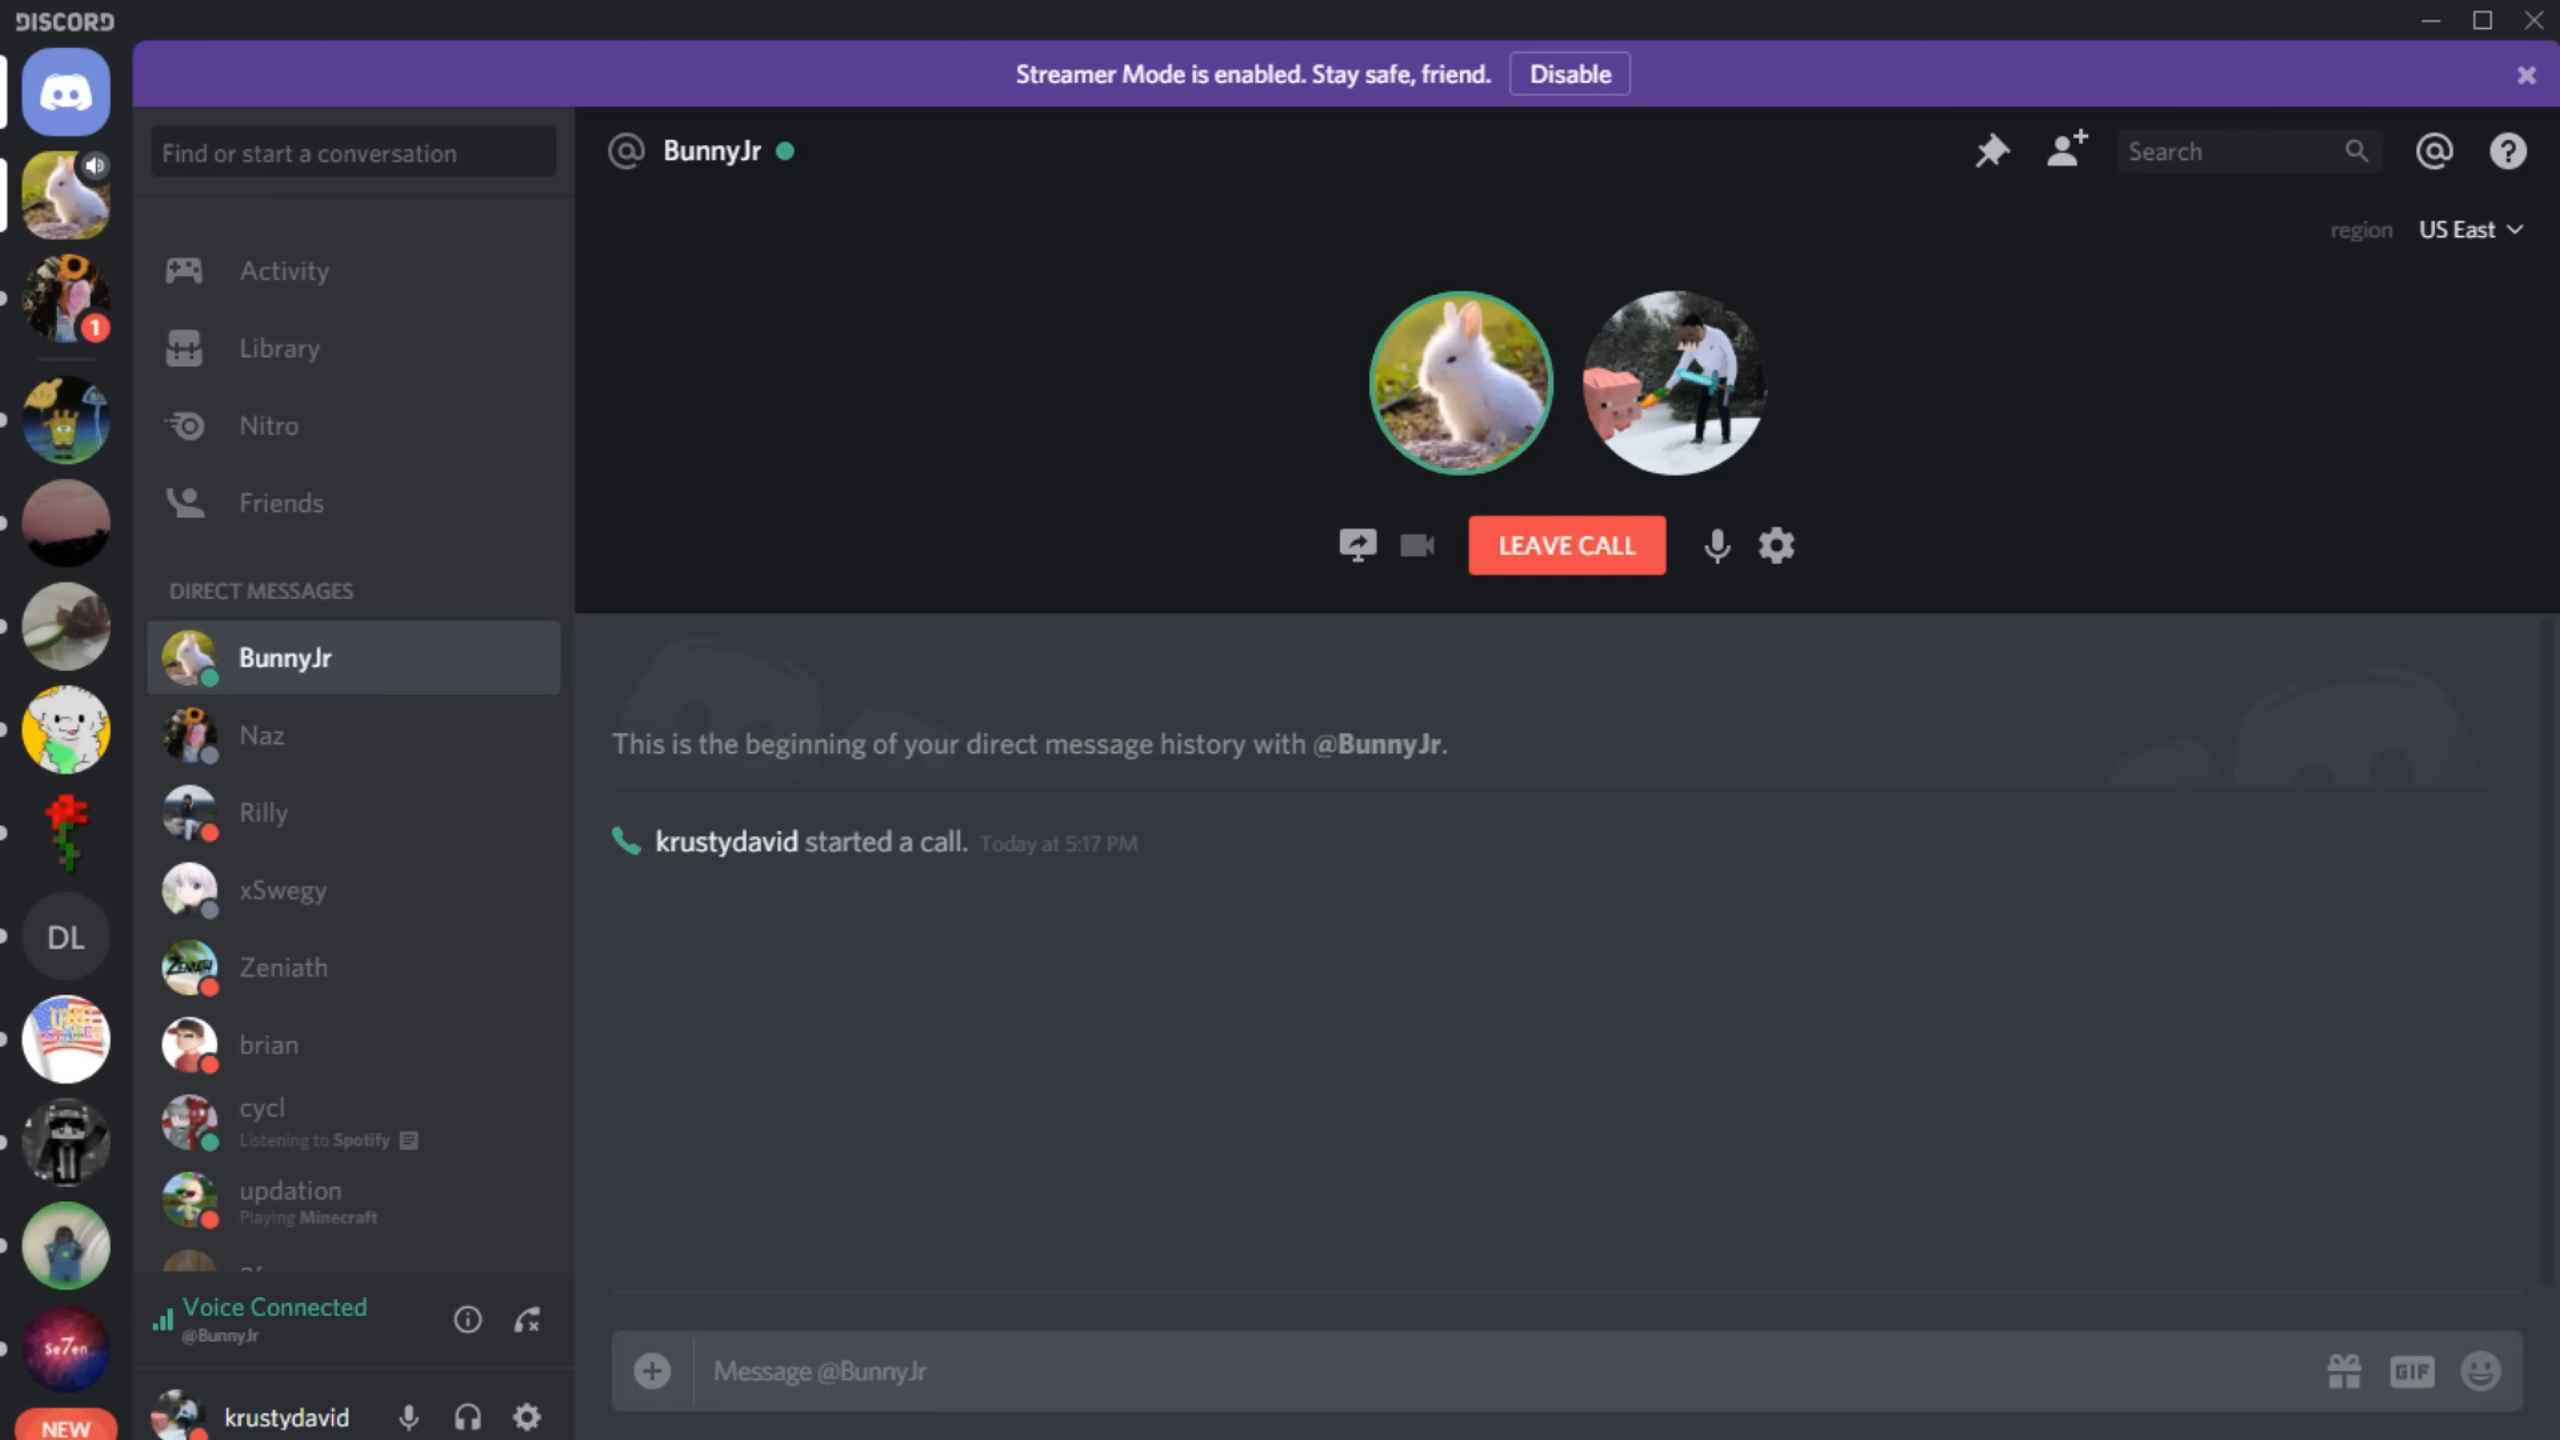 DISCORD
Streamer Mode is enabled. Stay safe, friend. Disable
Find or start a conversation
BunnyJr
Search
region US East
1
Activity
Library
Nitro
Friends
LEAVE CALL
DIRECT MESSAGES
BunnyJr
Naz
Rilly
xSwegy
Zeniath
brian
cycl
Listening to Spotify
updation
Playing Minecraft
This is the beginning of your direct message history with @BunnyJr.
krustydavid started a call. Today at 5:17 PM
DL
Se7en
NEW
Voice Connected
@BunnyJr
krustydavid
Message @BunnyJr
GIF